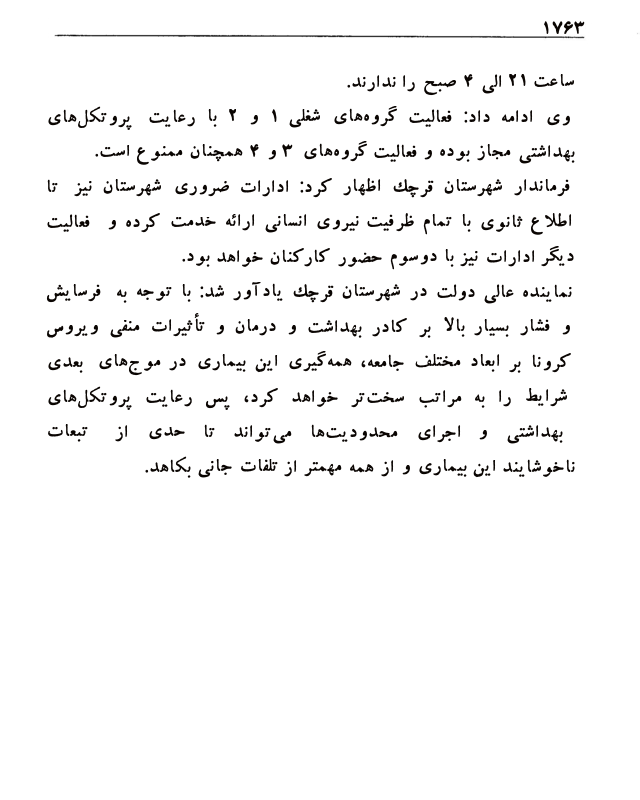 ۱۷۶۳
ساعت ۲۱ الی ۴ صبح را ندارند.
وی ادامه داد: فعالیت گروه‌های شغلی ۱ و ۲ با رعایت پروتکل‌های
بهداشتی مجاز بوده و فعالیت گروه‌های ۳ و ۴ همچنان ممنوع است.
فرماندار شهرستان قرچك اظهار کرد: ادارات ضروری شهرستان نیز تا
اطلاع ثانوی با تمام ظرفیت نیروی انسانی ارائه خدمت کرده و فعالیت
دیگر ادارات نیز با دوسوم حضور کارکنان خواهد بود.
نماینده عالی دولت در شهرستان قرچك یادآور شد: با توجه به فرسایش
و فشار بسیار بالا بر کادر بهداشت و درمان و تأثیرات منفی ویروس
کرونا بر ابعاد مختلف جامعه، همه‌گیری این بیماری در موج‌های بعدی
شرایط را به مراتب سخت‌تر خواهد کرد، پس رعایت پروتکل‌های
بهداشتی و اجرای محدودیت‌ها می‌تواند تا حدی از تبعات
ناخوشایند این بیماری و از همه مهمتر از تلفات جانی بکاهد.